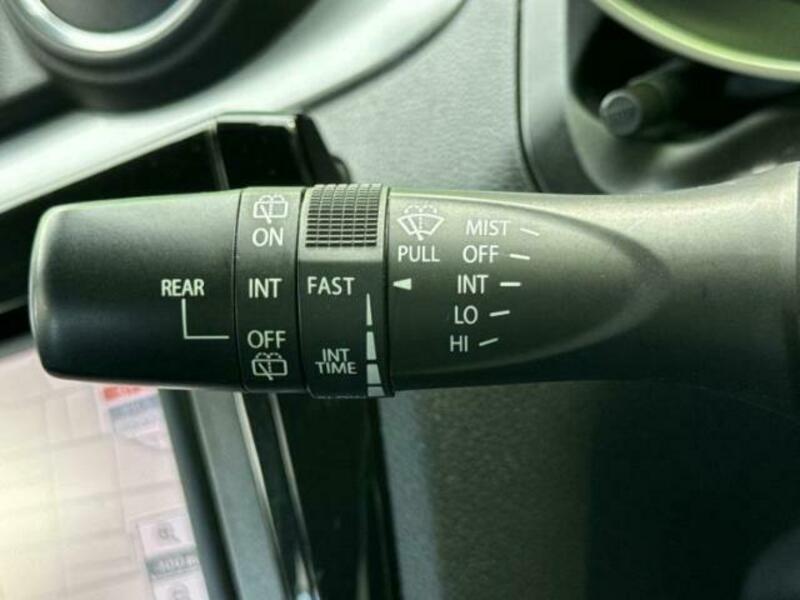 REAR
ON
INT
OFF
FAST
INT
TIME
PULL
MIST
OFF
INT
LO
HI